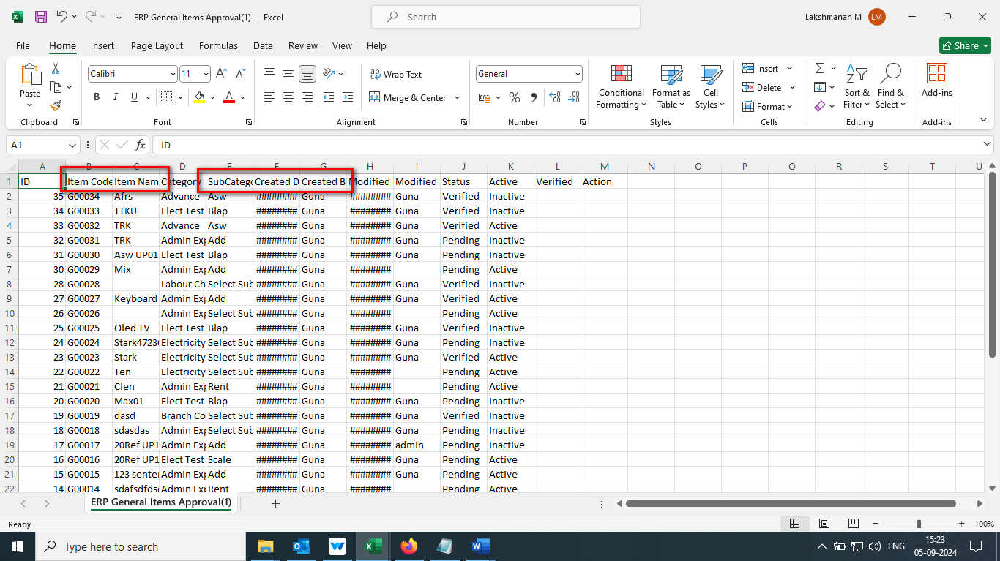 ERP General Items Approval(1) - Excel
Search
Lakshmanan M
LM
File Home Insert Page Layout Formulas Data Review View Help
Share
Paste
Calibri 11
B I U
Wrap Text
Merge & Center
General
Conditional Formatting
Format as Table
Cell Styles
Insert
Delete
Format
Sort & Filter
Find & Select
Add-ins
Clipboard Font Alignment Number Styles Cells Editing Add-ins
A1 fx ID
A B C D E F G H I J K L M N O P Q R S T U
1 ID Item Code Item Nam Category SubCatego Created D Created B Modified Modified Status Active Verified Action
2 35 G00034 Afrs Advance Asw ######## Guna ######## Guna Verified Inactive
3 34 G00033 TTKU Elect Test Blap ######## Guna ######## Guna Verified Inactive
4 33 G00032 TRK Advance Asw ######## Guna ######## Guna Verified Active
5 32 G00031 TRK Admin Exp Add ######## Guna ######## Guna Pending Inactive
6 31 G00030 Asw UP01 Elect Test Blap ######## Guna ######## Guna Pending Inactive
7 30 G00029 Mix Admin Exp Add ######## Guna ######## Pending Active
8 28 G00028 Labour Ch Select Sub ######## Guna ######## Guna Verified Inactive
9 27 G00027 Keyboard Admin Exp Add ######## Guna ######## Guna Verified Active
10 26 G00026 Admin Exp Select Sub ######## Guna ######## Pending Active
11 25 G00025 Oled TV Elect Test Blap ######## Guna ######## Guna Verified Inactive
12 24 G00024 Stark4723 Electricity Select Sub ######## Guna ######## Guna Pending Inactive
13 23 G00023 Stark Electricity Select Sub ######## Guna ######## Guna Verified Active
14 22 G00022 Ten Electricity Select Sub ######## Guna ######## Pending Active
15 21 G00021 Clen Admin Exp Rent ######## Guna ######## Pending Active
16 20 G00020 Max01 Elect Test Blap ######## Guna ######## Guna Pending Inactive
17 19 G00019 dasd Branch Co Select Sub ######## Guna ######## Guna Verified Inactive
18 18 G00018 sdasdas Admin Exp Select Sub ######## Guna ######## Guna Pending Inactive
19 17 G00017 20Ref UP1 Admin Exp Add ######## Guna ######## admin Pending Inactive
20 16 G00016 20Ref UP1 Elect Test Scale ######## Guna ######## Guna Pending Active
21 15 G00015 123 senter Admin Exp Add ######## Guna ######## Guna Pending Active
22 14 G00014 sdafsdfds Admin Exp Rent ######## Guna ######## Pending Active
ERP General Items Approval(1)
Ready
100%
Type here to search
ENG
15:23
05-09-2024